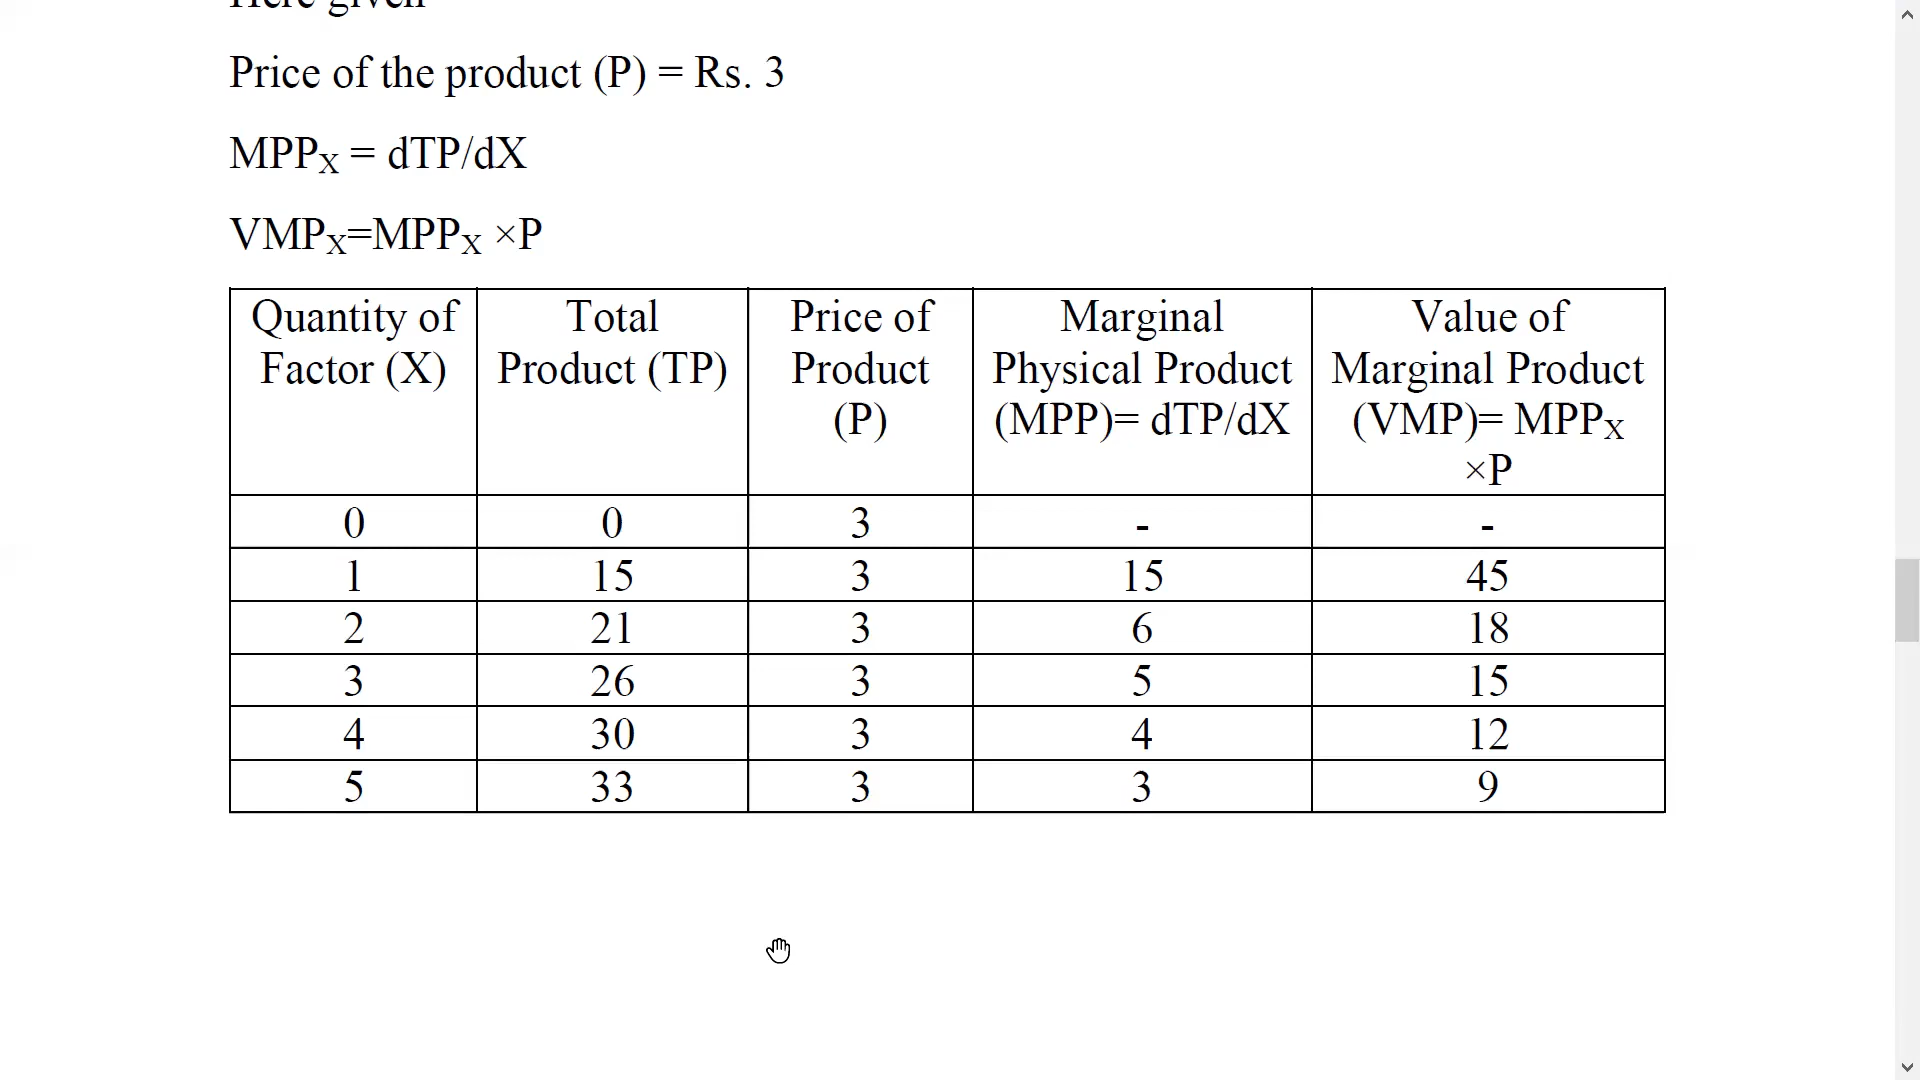 Here given
Price of the product (P) = Rs. 3
MPPX = dTP/dX
VMPX=MPPX ×P
Quantity of Factor (X) Total Product (TP) Price of Product (P) Marginal Physical Product (MPP)= dTP/dX Value of Marginal Product (VMP)= MPPX ×P
0 0 3 - -
1 15 3 15 45
2 21 3 6 18
3 26 3 5 15
4 30 3 4 12
5 33 3 3 9